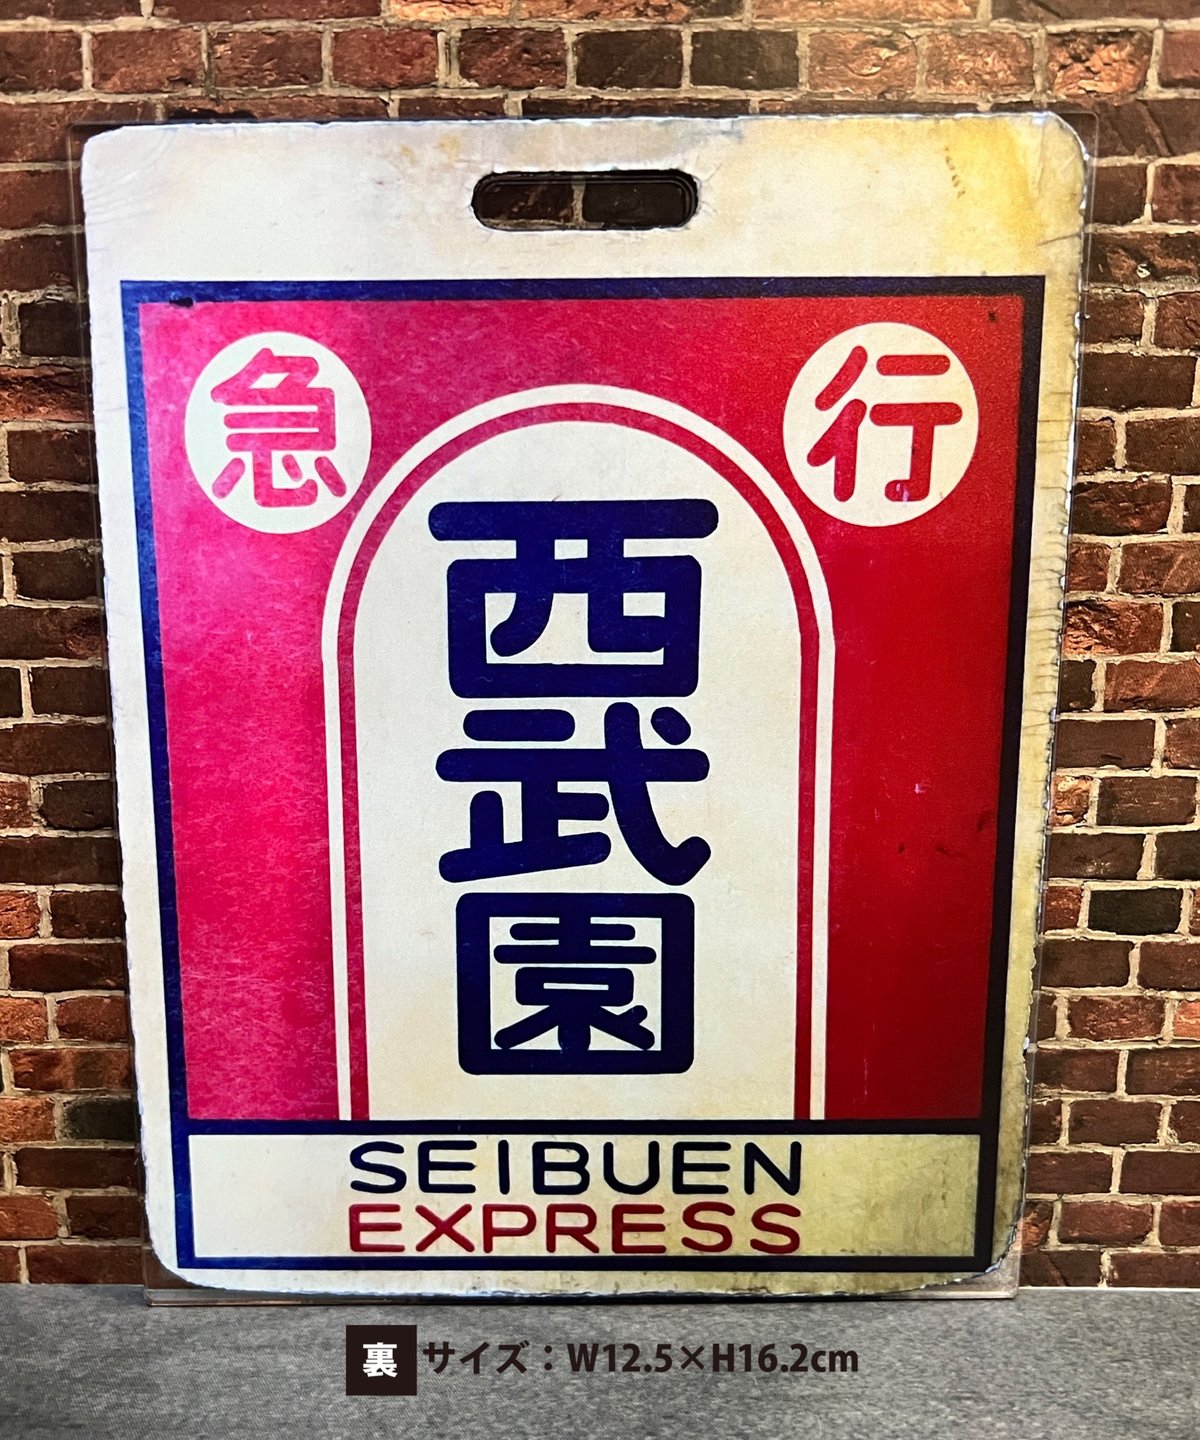 急行
西武園
SEIBUEN
EXPRESS
裏 サイズ：W12.5×H16.2cm